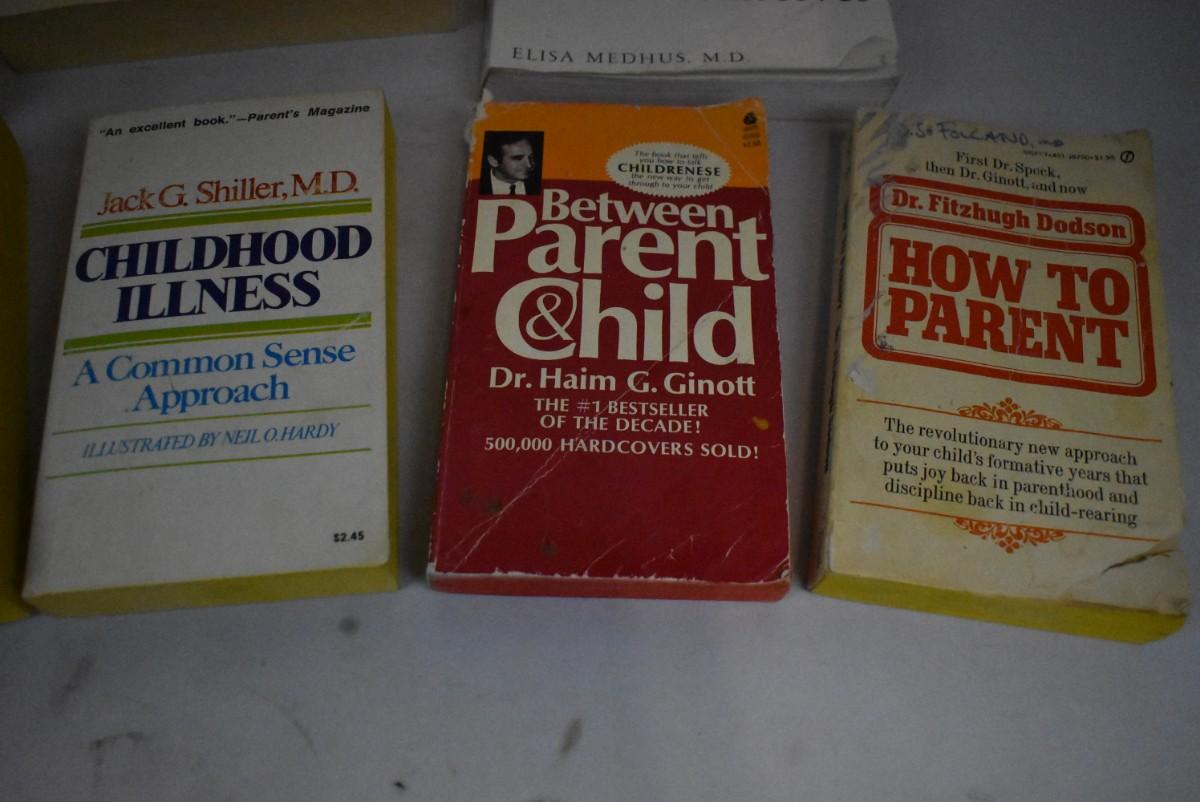 ELISA MEDHUS, M.D.
"An excellent book."—Parent's Magazine
Jack G. Shiller, M.D.
CHILDHOOD
ILLNESS
A Common Sense
Approach
ILLUSTRATED BY NEIL O. HARDY
$2.45
The book that tells
you how to talk
CHILDRENESE
the new way to get
through to your child
Between
Parent
& Child
Dr. Haim G. Ginott
THE #1 BESTSELLER
OF THE DECADE!
500,000 HARDCOVERS SOLD!
FOLLAND,
First Dr. Spock,
then Dr. Ginott, and now
Dr. Fitzhugh Dodson
HOW TO
PARENT
The revolutionary new approach
to your child's formative years that
puts joy back in parenthood and
discipline back in child-rearing